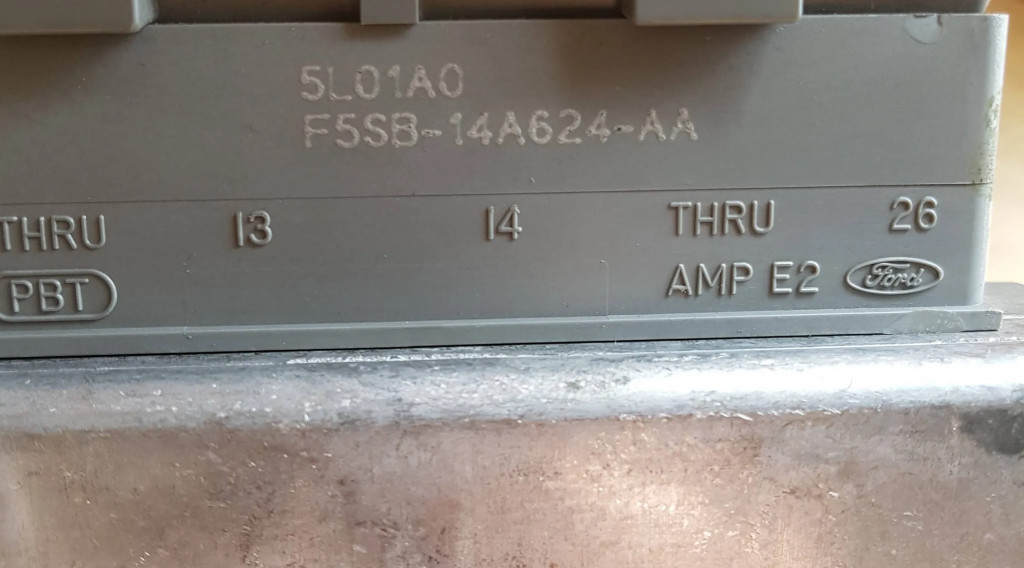 5L01A0
F5SB-14A624-AA
THRU 13 14 THRU 26
PBT AMP E2 Ford